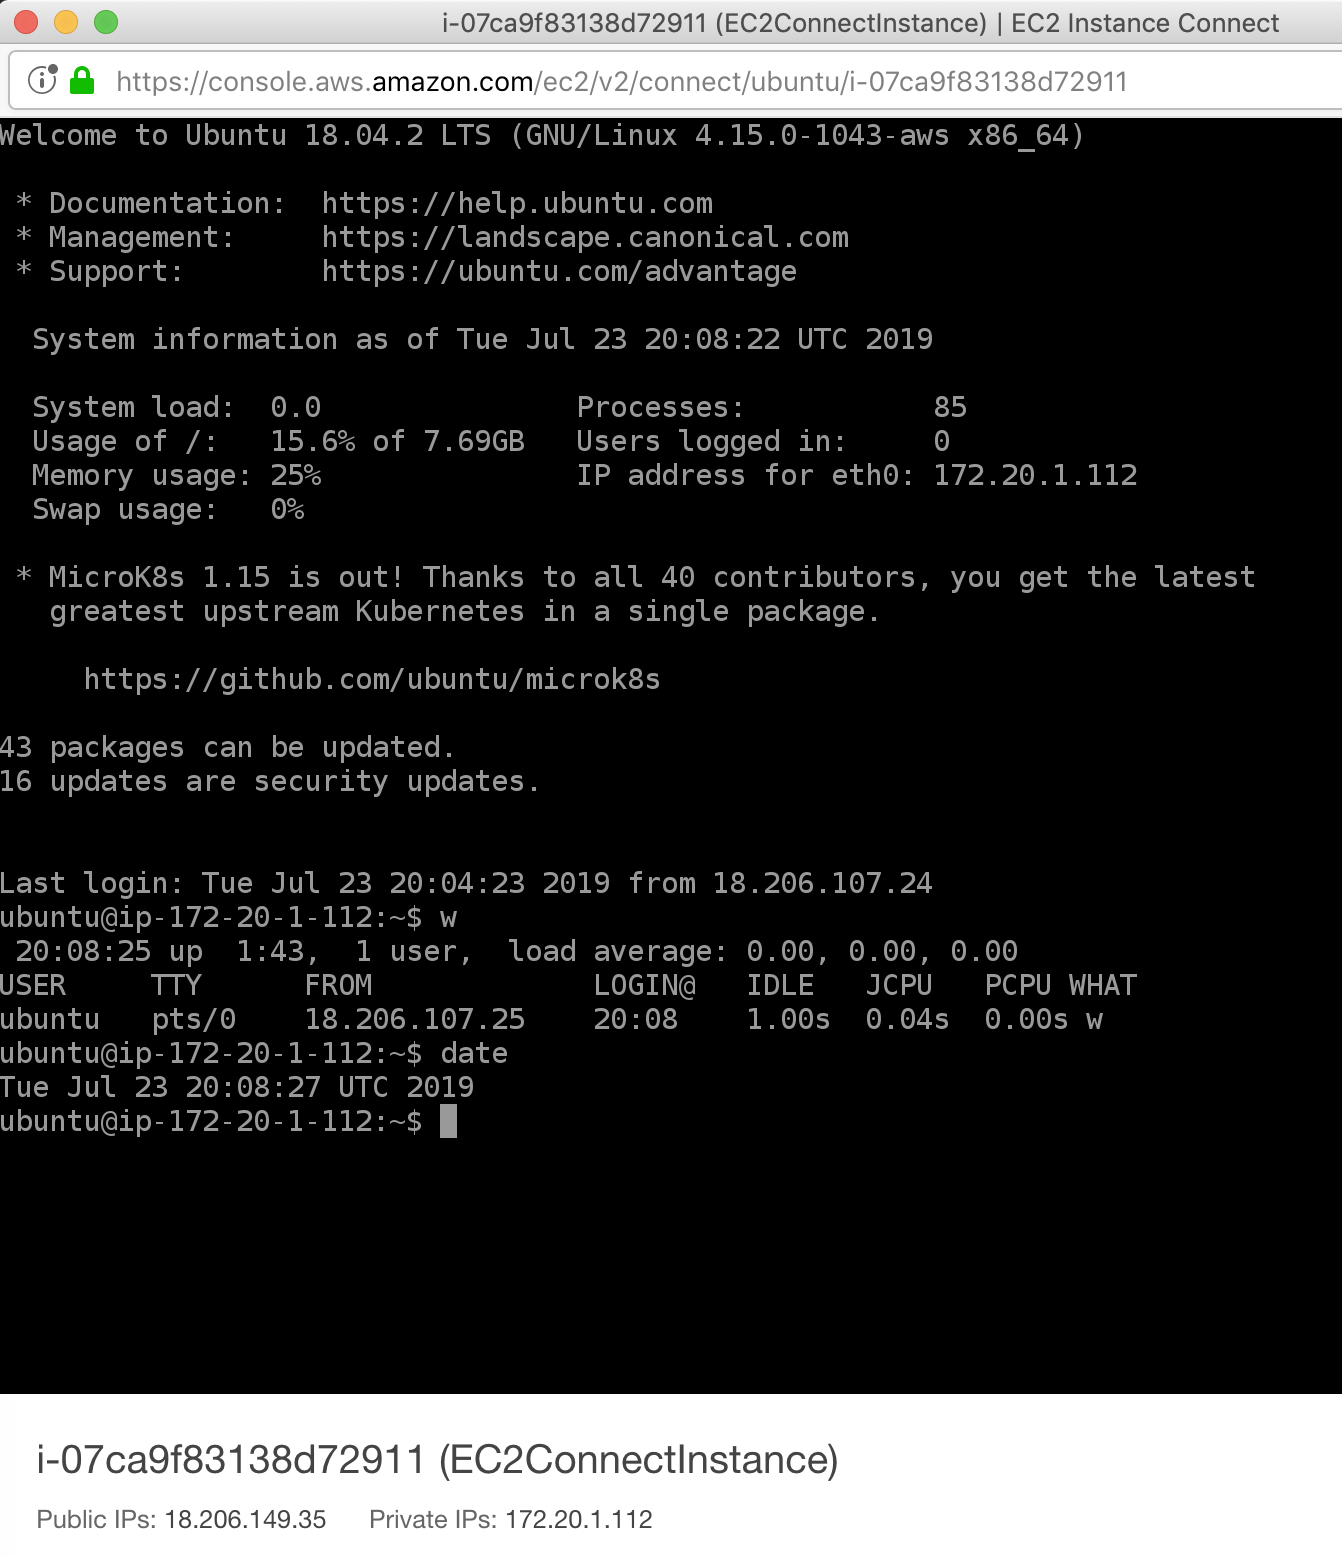 i-07ca9f83138d72911 (EC2ConnectInstance) | EC2 Instance Connect
https://console.aws.amazon.com/ec2/v2/connect/ubuntu/i-07ca9f83138d72911
Welcome to Ubuntu 18.04.2 LTS (GNU/Linux 4.15.0-1043-aws x86_64)
* Documentation:  https://help.ubuntu.com
* Management:     https://landscape.canonical.com
* Support:        https://ubuntu.com/advantage
System information as of Tue Jul 23 20:08:22 UTC 2019
System load:  0.0               Processes:           85
Usage of /:   15.6% of 7.69GB   Users logged in:     0
Memory usage: 25%               IP address for eth0: 172.20.1.112
Swap usage:   0%
* MicroK8s 1.15 is out! Thanks to all 40 contributors, you get the latest
greatest upstream Kubernetes in a single package.
https://github.com/ubuntu/microk8s
43 packages can be updated.
16 updates are security updates.
Last login: Tue Jul 23 20:04:23 2019 from 18.206.107.24
ubuntu@ip-172-20-1-112:~$ w
20:08:25 up  1:43,  1 user,  load average: 0.00, 0.00, 0.00
USER     TTY      FROM             LOGIN@   IDLE   JCPU   PCPU WHAT
ubuntu   pts/0    18.206.107.25    20:08    1.00s  0.04s  0.00s w
ubuntu@ip-172-20-1-112:~$ date
Tue Jul 23 20:08:27 UTC 2019
ubuntu@ip-172-20-1-112:~$
i-07ca9f83138d72911 (EC2ConnectInstance)
Public IPs: 18.206.149.35    Private IPs: 172.20.1.112